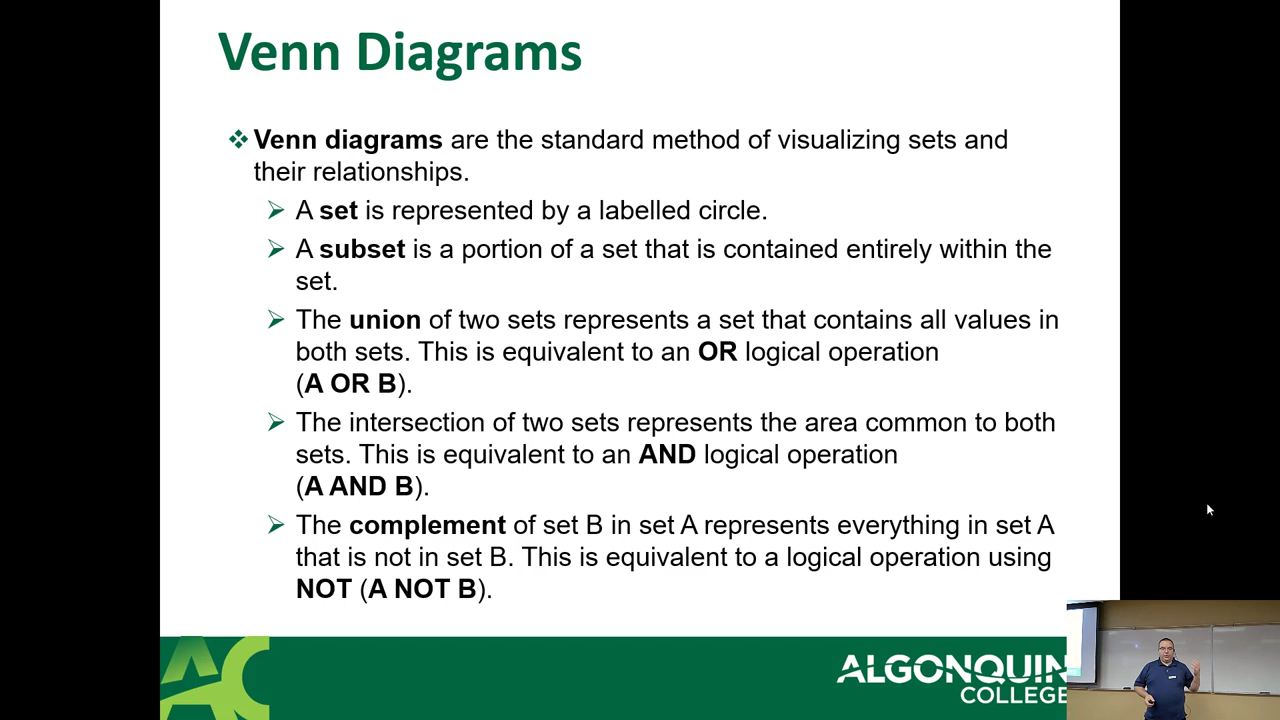 Venn Diagrams
Venn diagrams are the standard method of visualizing sets and
their relationships.
A set is represented by a labelled circle.
A subset is a portion of a set that is contained entirely within the
set.
The union of two sets represents a set that contains all values in
both sets. This is equivalent to an OR logical operation
(A OR B).
The intersection of two sets represents the area common to both
sets. This is equivalent to an AND logical operation
(A AND B).
The complement of set B in set A represents everything in set A
that is not in set B. This is equivalent to a logical operation using
NOT (A NOT B).
AC
ALGONQUIN
COLLEGE